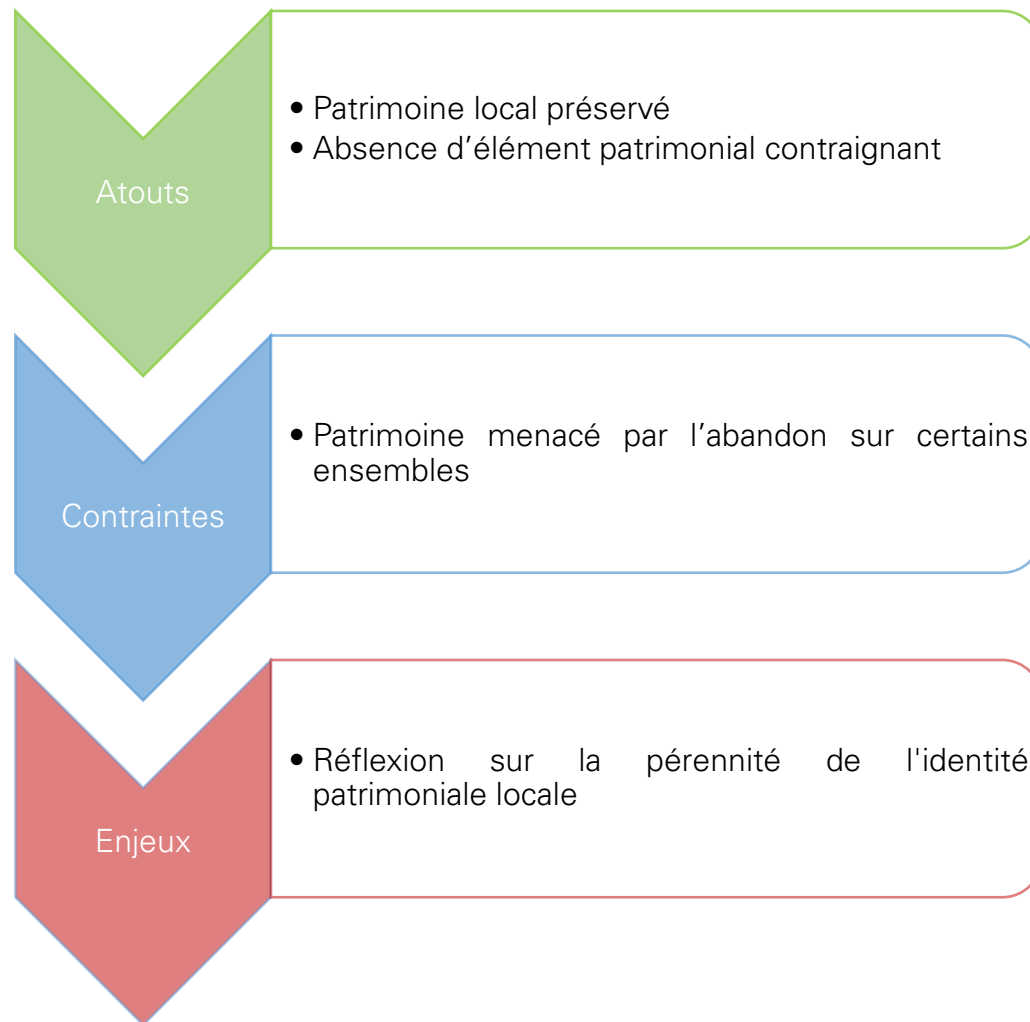 Atouts
• Patrimoine local préservé
• Absence d’élément patrimonial contraignant
Contraintes
• Patrimoine menacé par l’abandon sur certains
ensembles
Enjeux
• Réflexion sur la pérennité de l'identité
patrimoniale locale